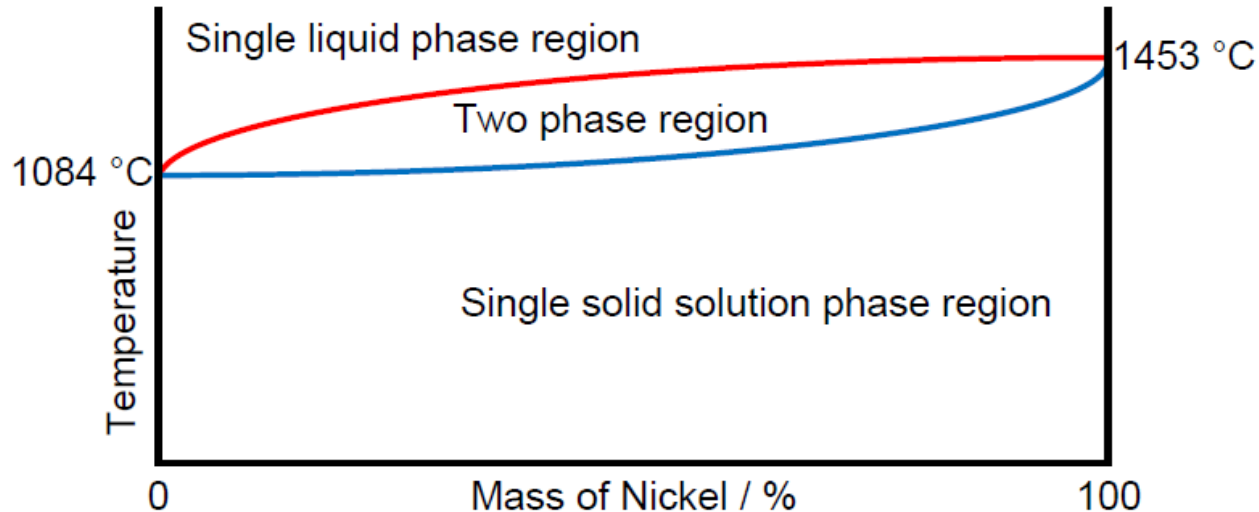 Single liquid phase region
1453 °C
Two phase region
1084 °C
Temperature
Single solid solution phase region
0
Mass of Nickel / %
100